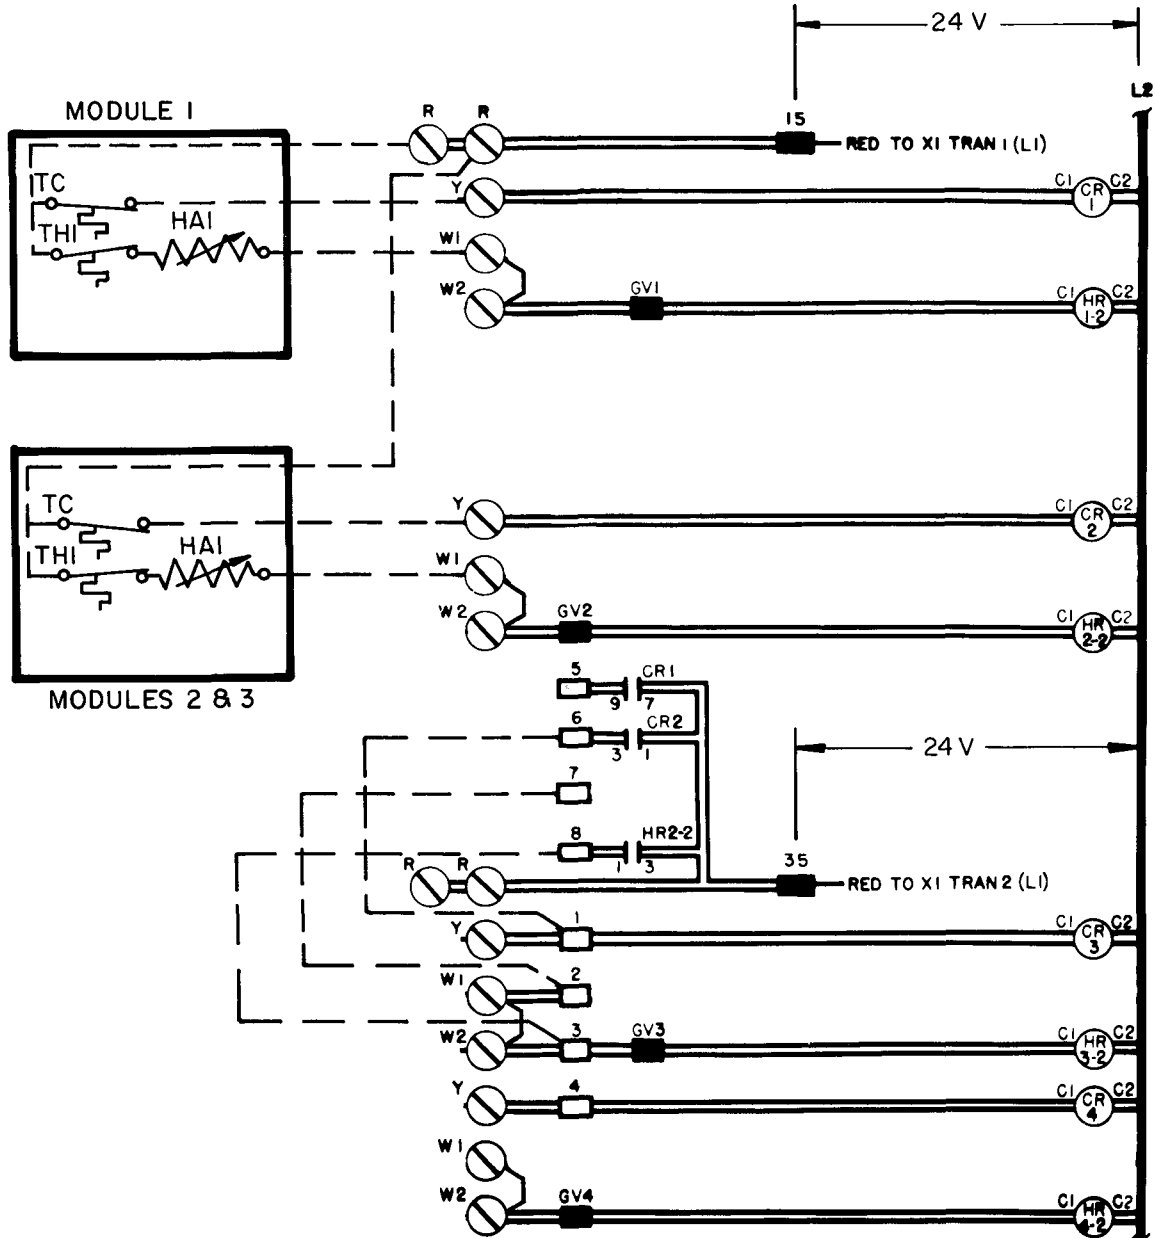 24 V
L2
MODULE 1
R R 15
RED TO X1 TRAN 1 (L1)
TC Y C1 CR 1 C2
TH1 HA1 W1
W2 GV1 C1 HR 1-2 C2
TC Y C1 CR 2 C2
TH1 HA1 W1
W2 GV2 C1 HR 2-2 C2
MODULES 2 & 3
5 CR1
9 7
6 CR2
3 1
24 V
7
8 HR2-2
1 3
R R 35
RED TO X1 TRAN 2 (L1)
Y 1 C1 CR 3 C2
W1 2
W2 3 GV3 C1 HR 3-2 C2
Y 4 C1 CR 4 C2
W1
W2 GV4 C1 HR 4-2 C2